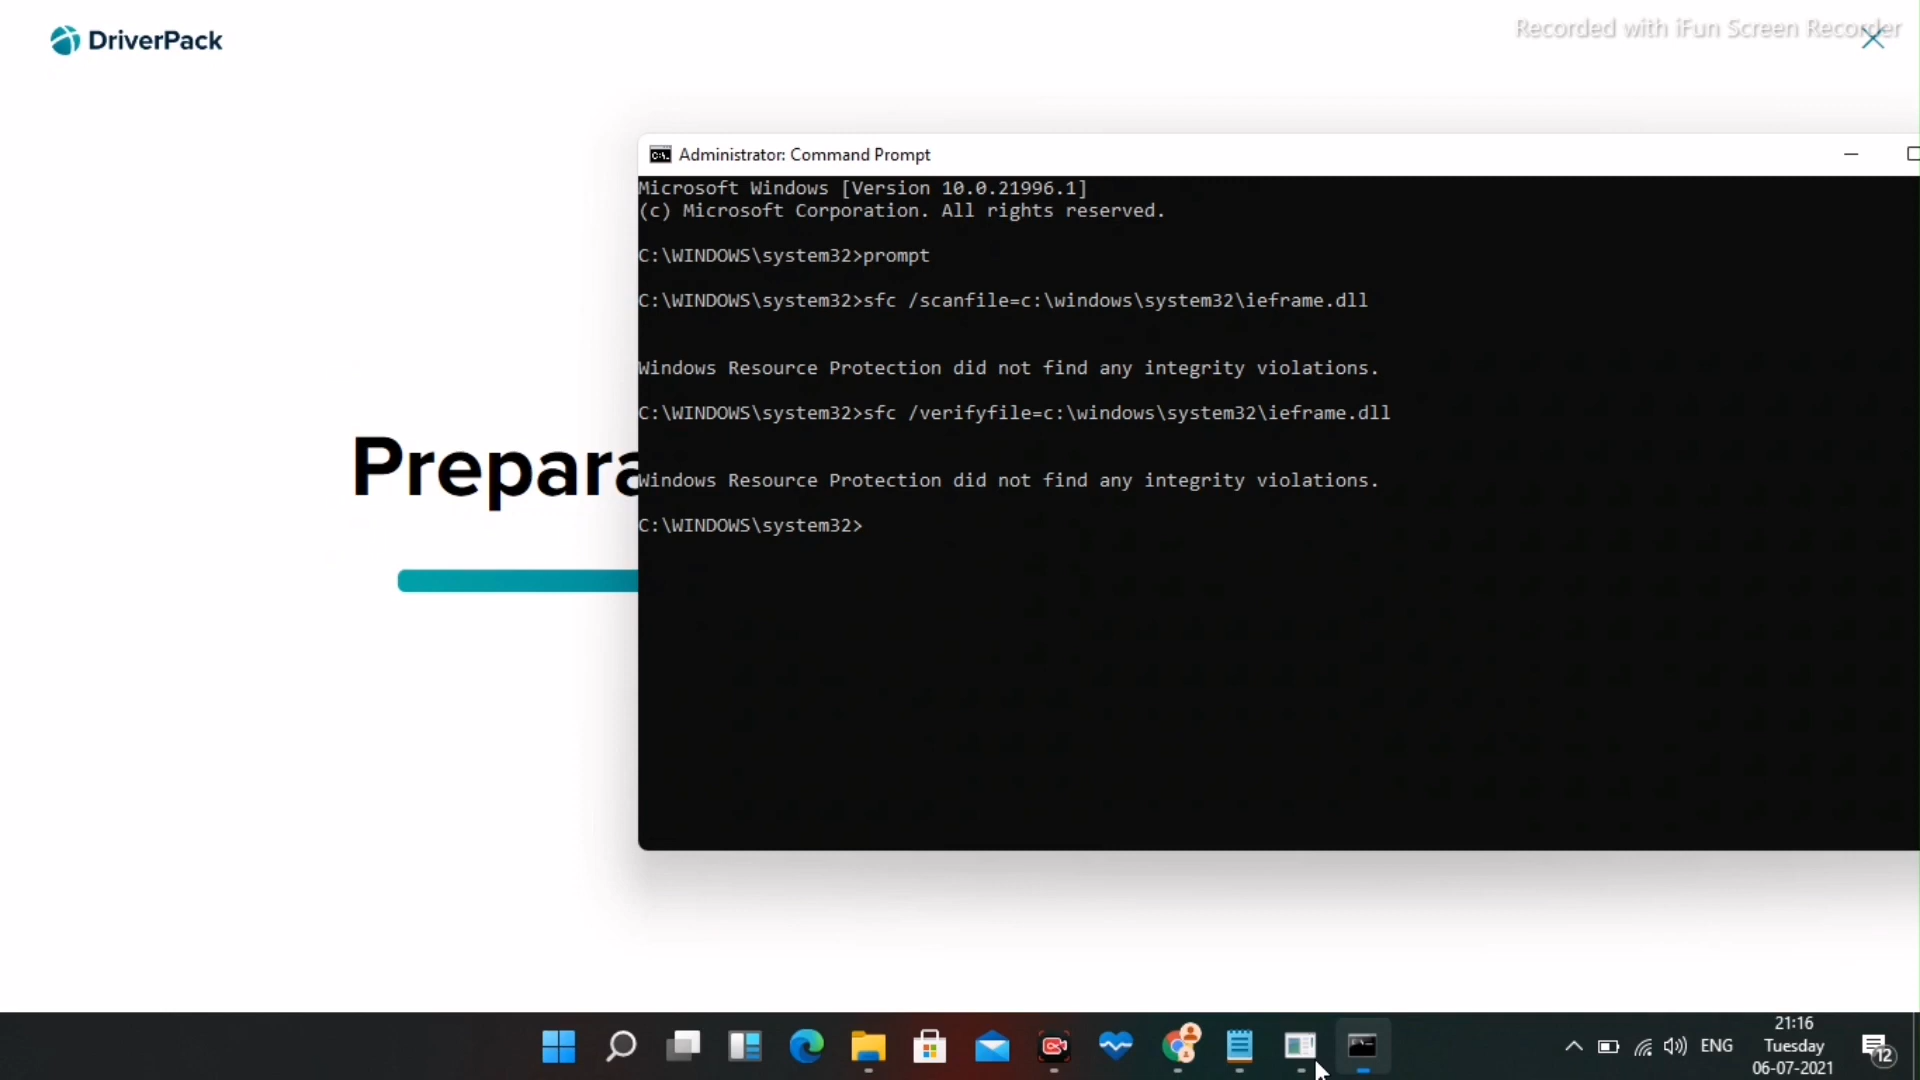 DriverPack
Recorded with iFun Screen Recorder
Administrator: Command Prompt
Microsoft Windows [Version 10.0.21996.1]
(c) Microsoft Corporation. All rights reserved.
C:\WINDOWS\system32>prompt
C:\WINDOWS\system32>sfc /scanfile=c:\windows\system32\ieframe.dll
Windows Resource Protection did not find any integrity violations.
C:\WINDOWS\system32>sfc /verifyfile=c:\windows\system32\ieframe.dll
Prepara
Windows Resource Protection did not find any integrity violations.
C:\WINDOWS\system32>
ENG
21:16
Tuesday
06-07-2021
12